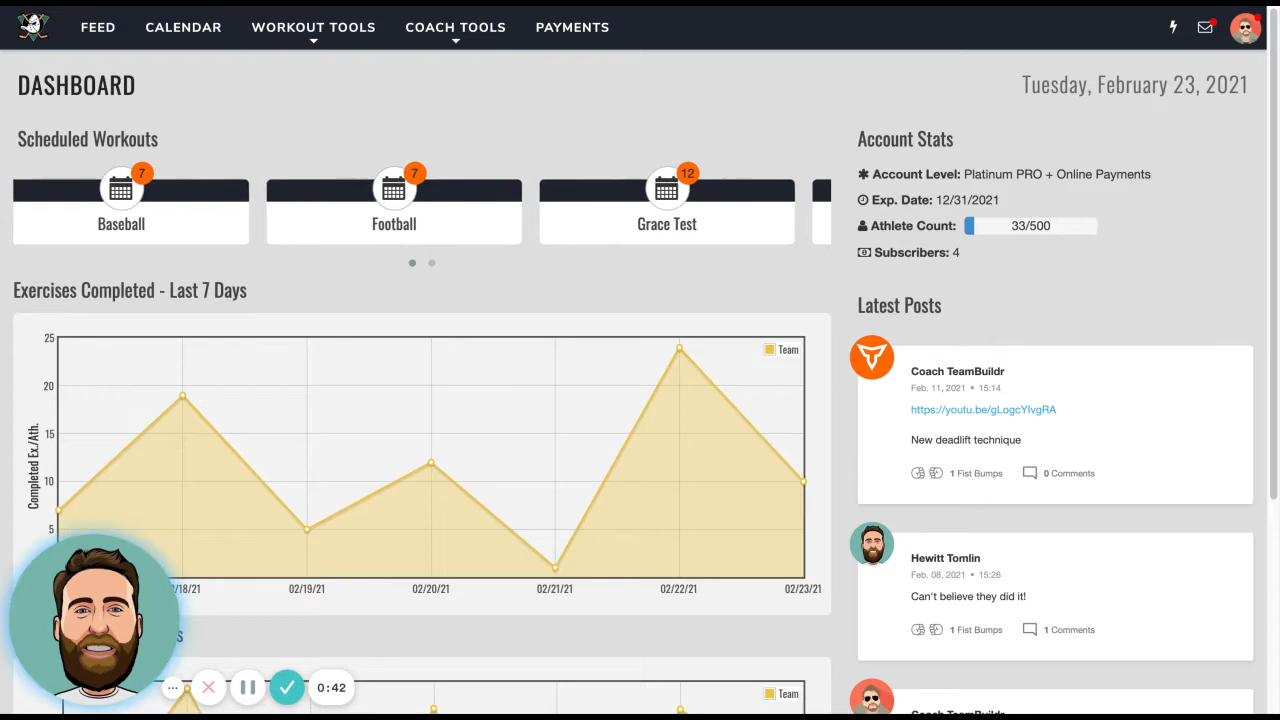 FEED CALENDAR WORKOUT TOOLS COACH TOOLS PAYMENTS
DASHBOARD
Tuesday, February 23, 2021
Scheduled Workouts
7
Baseball
7
Football
12
Grace Test
Exercises Completed - Last 7 Days
Completed Ex./Ath.
25
20
15
10
5
Team
/18/21 02/19/21 02/20/21 02/21/21 02/22/21 02/23/21
s
Team
0:42
Account Stats
Account Level: Platinum PRO + Online Payments
Exp. Date: 12/31/2021
Athlete Count: 33/500
Subscribers: 4
Latest Posts
Coach TeamBuildr
Feb. 11, 2021 • 15:14
https://youtu.be/gLogcYIvgRA
New deadlift technique
1 Fist Bumps 0 Comments
Hewitt Tomlin
Feb. 08, 2021 • 15:26
Can't believe they did it!
1 Fist Bumps 1 Comments
Coach TeamBuildr